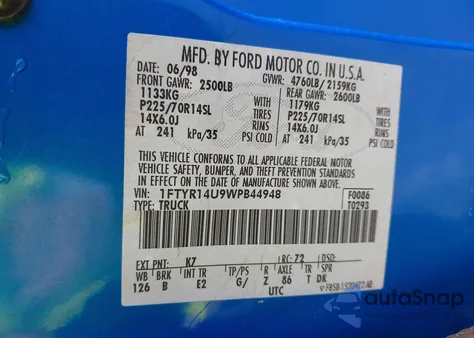 MFD. BY FORD MOTOR CO. IN U.S.A.
DATE: 06/98 GVWR: 4760LB/ 2159KG
FRONT GAWR: 2500LB REAR GAWR: 2600LB
1133KG WITH 1179KG WITH
P225/70R14SL TIRES P225/70R14SL TIRES
14X6.0J RIMS 14X6.0J RIMS
AT 241 kPa/35 PSI COLD AT 241 kPa/35 PSI COLD
THIS VEHICLE CONFORMS TO ALL APPLICABLE FEDERAL MOTOR
VEHICLE SAFETY, BUMPER, AND THEFT PREVENTION STANDARDS
IN EFFECT ON THE DATE OF MANUFACTURE SHOWN ABOVE.
VIN: 1FTYR14U9WPB44948 F0086
TYPE: TRUCK T0293
EXT PNT: K7 RC: 72 DSO:
WB BRK INT TR TP/PS R AXLE TR SPR
126 B E2 G/ Z 86 T DK
UTC
autoSnap